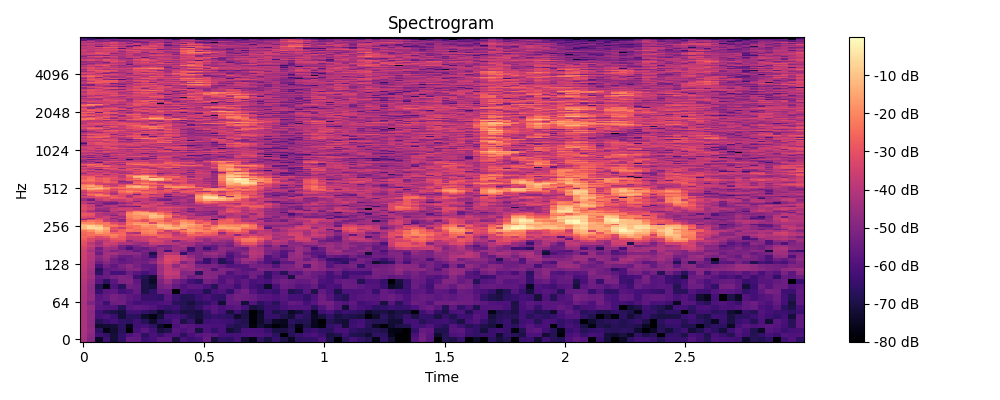 Spectrogram
4096
2048
1024
512
256
128
64
0
Hz
0
0.5
1
1.5
2
2.5
Time
-10 dB
-20 dB
-30 dB
-40 dB
-50 dB
-60 dB
-70 dB
-80 dB